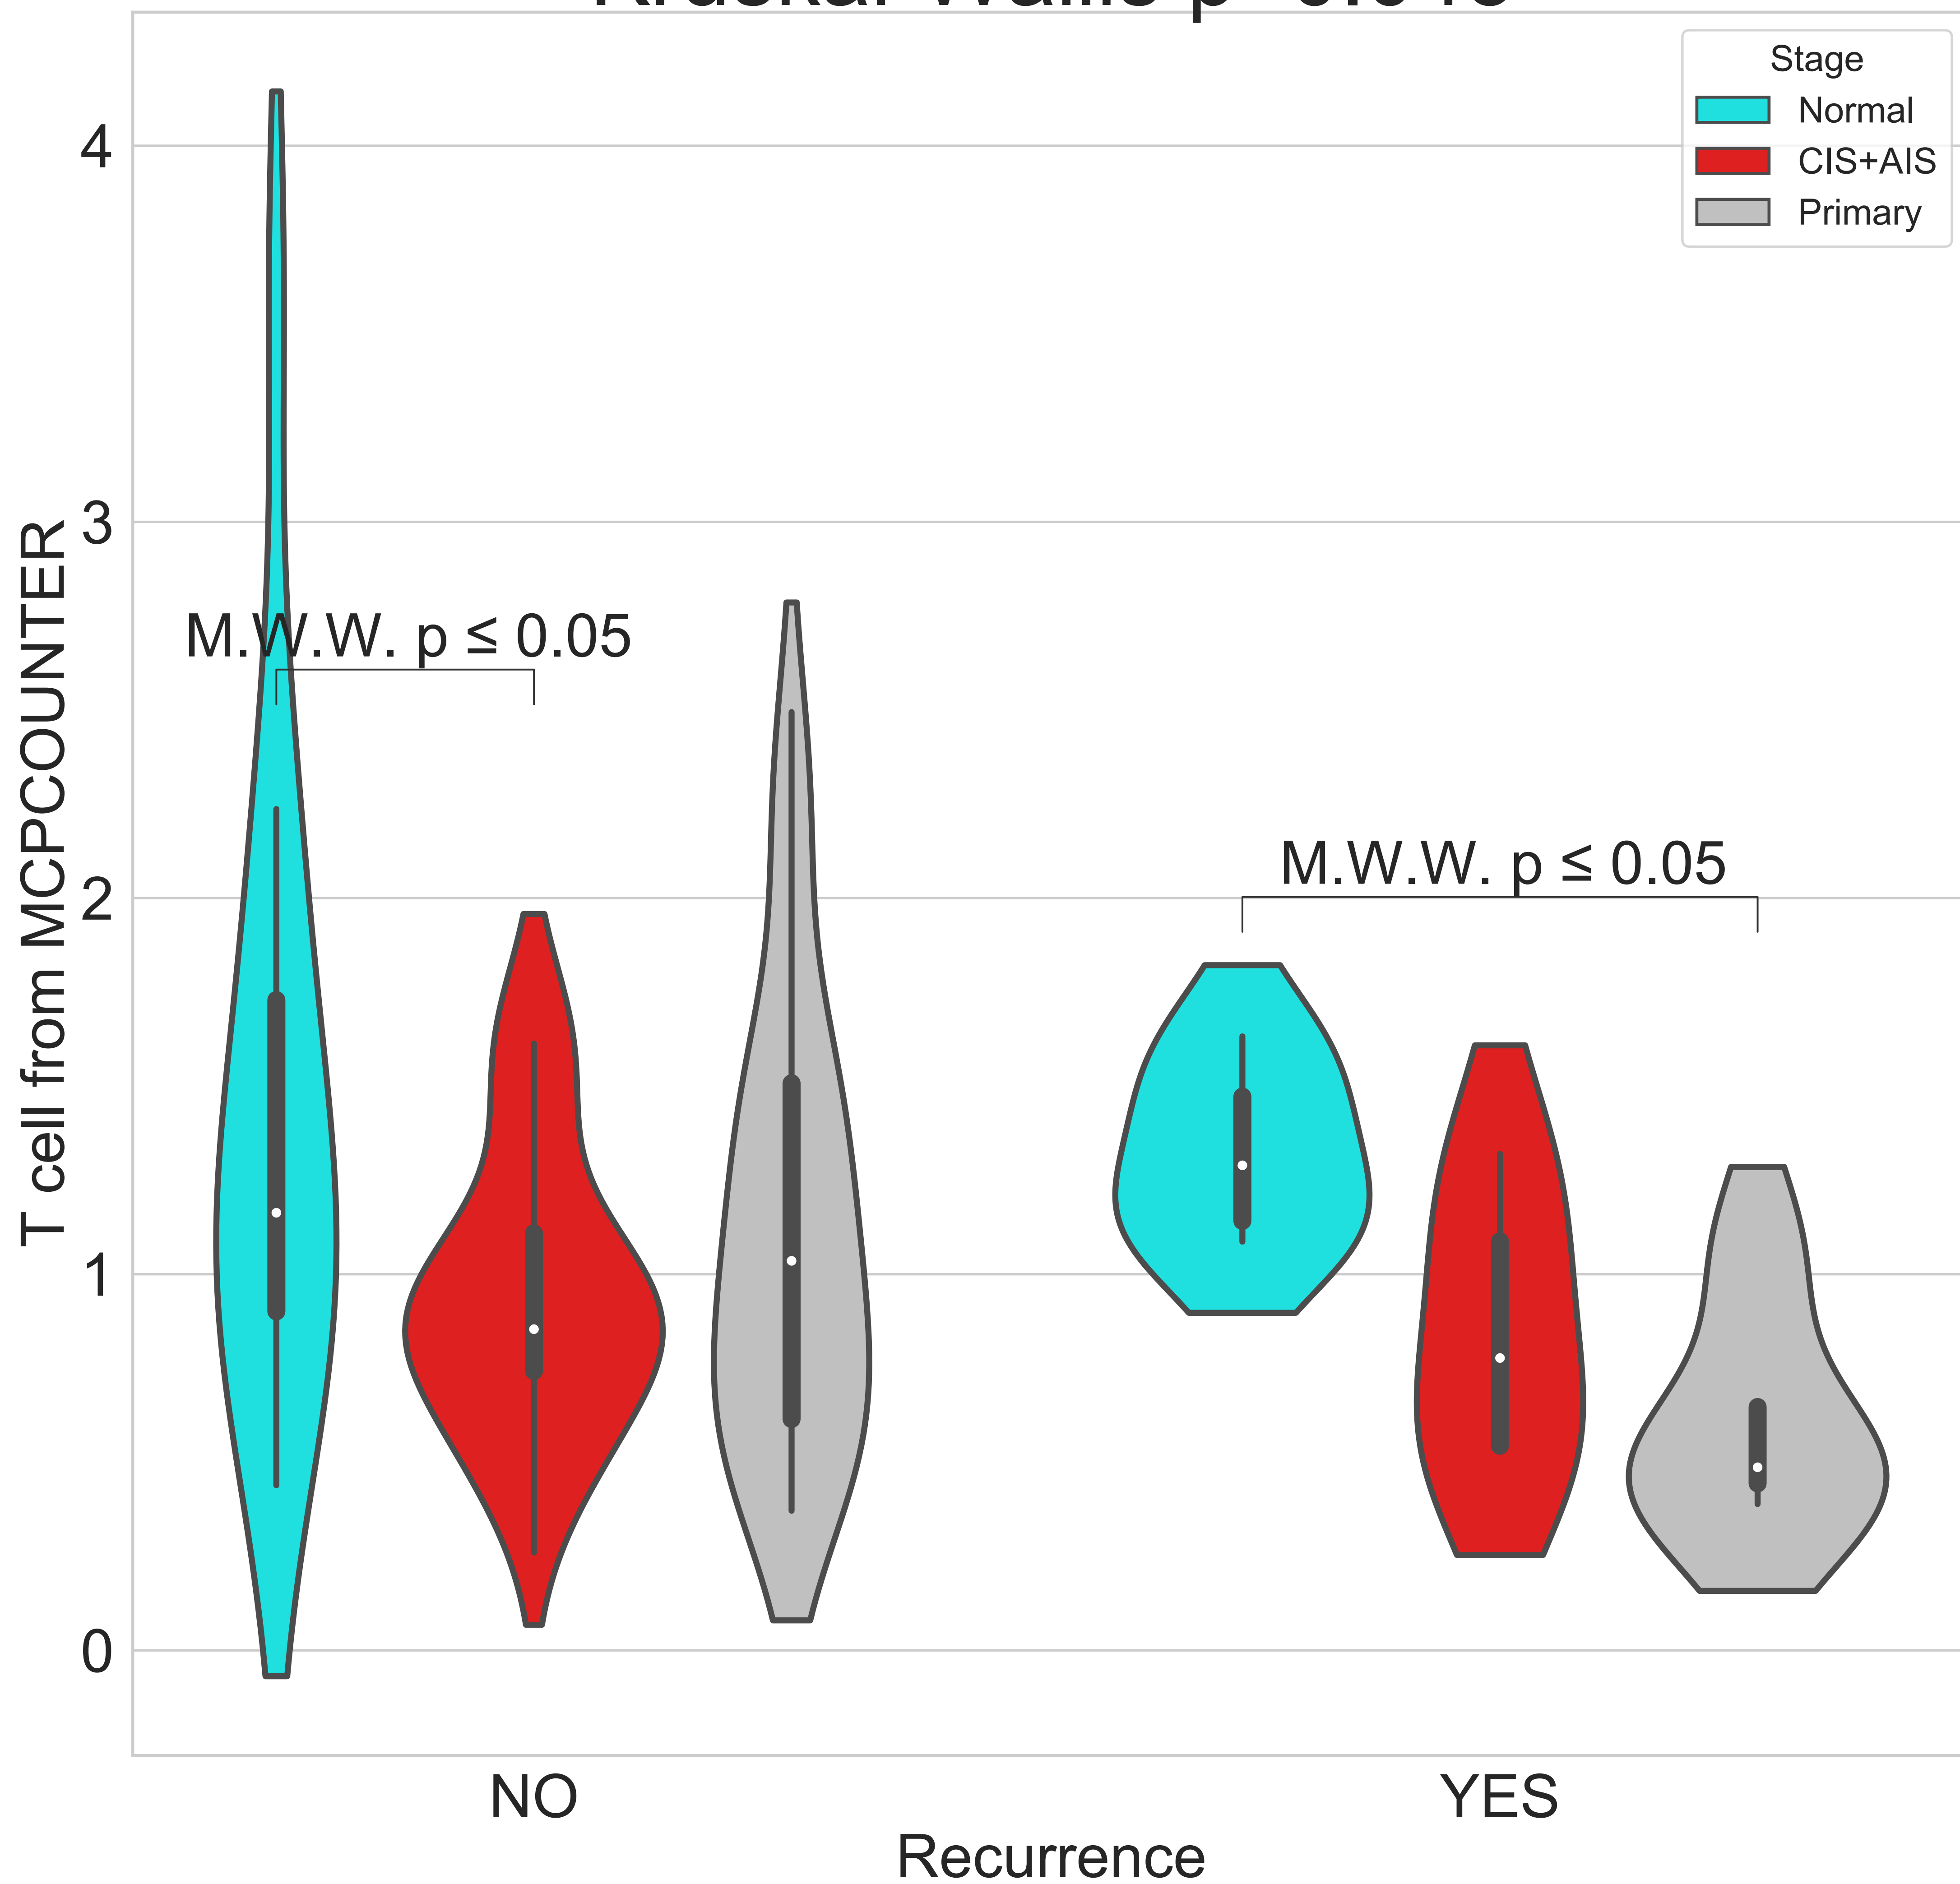 Stage
Normal
CIS+AIS
Primary
4
3
2
1
0
T cell from MCPCOUNTER
M.W.W. p ≤ 0.05
M.W.W. p ≤ 0.05
NO
YES
Recurrence